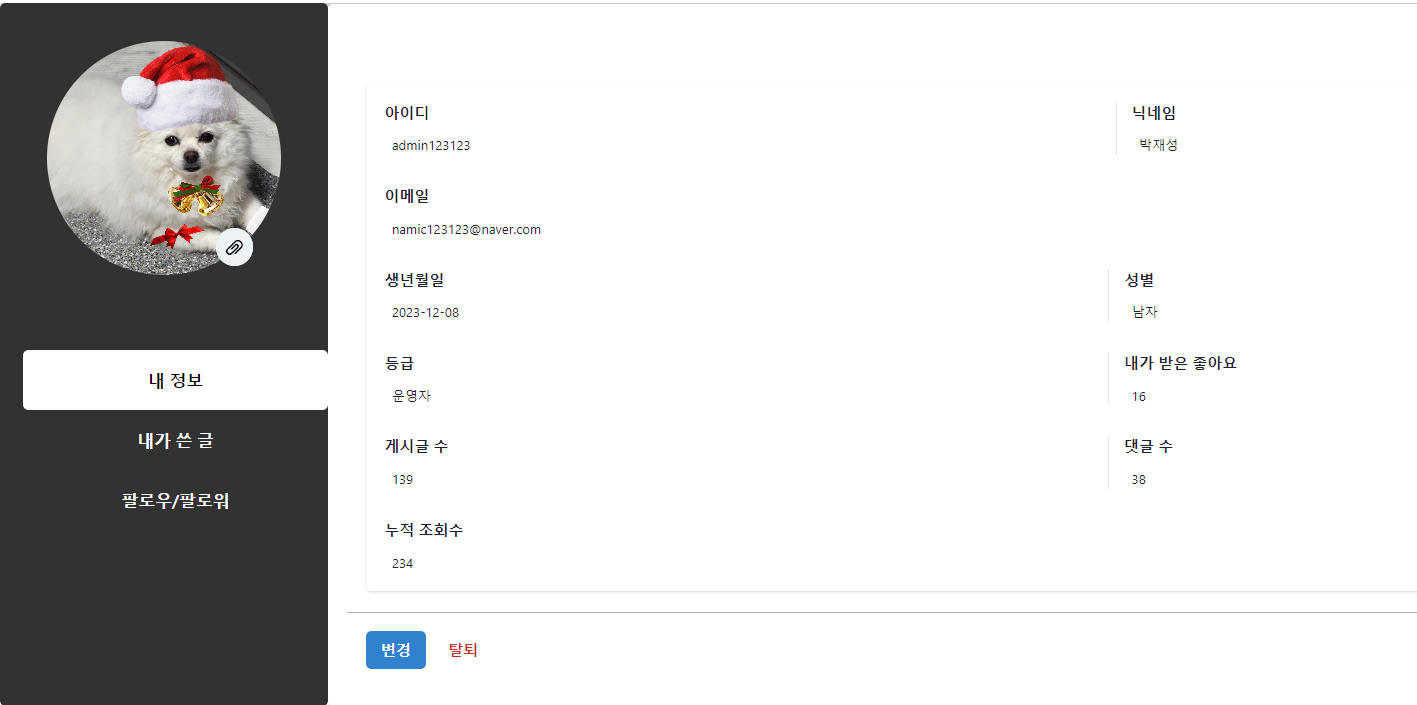 내 정보
내가 쓴 글
팔로우/팔로워
아이디
admin123123
닉네임
박재성
이메일
namic123123@naver.com
생년월일
2023-12-08
성별
남자
등급
운영자
내가 받은 좋아요
16
게시글 수
139
댓글 수
38
누적 조회수
234
변경
탈퇴